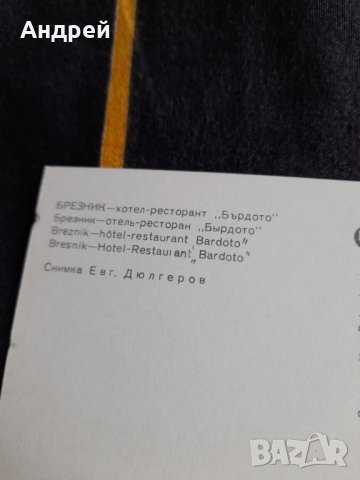 Андрей
БРЕЗНИК—хотел-ресторант „Бърдото"
Брезник—отель-ресторан „Бырдото"
Breznik—hôtel-restaurant Bardoto"
Bresnik—Hotel-Restaurant Bardoto"
Снимка Евг. Дюлгеров
BAZAR